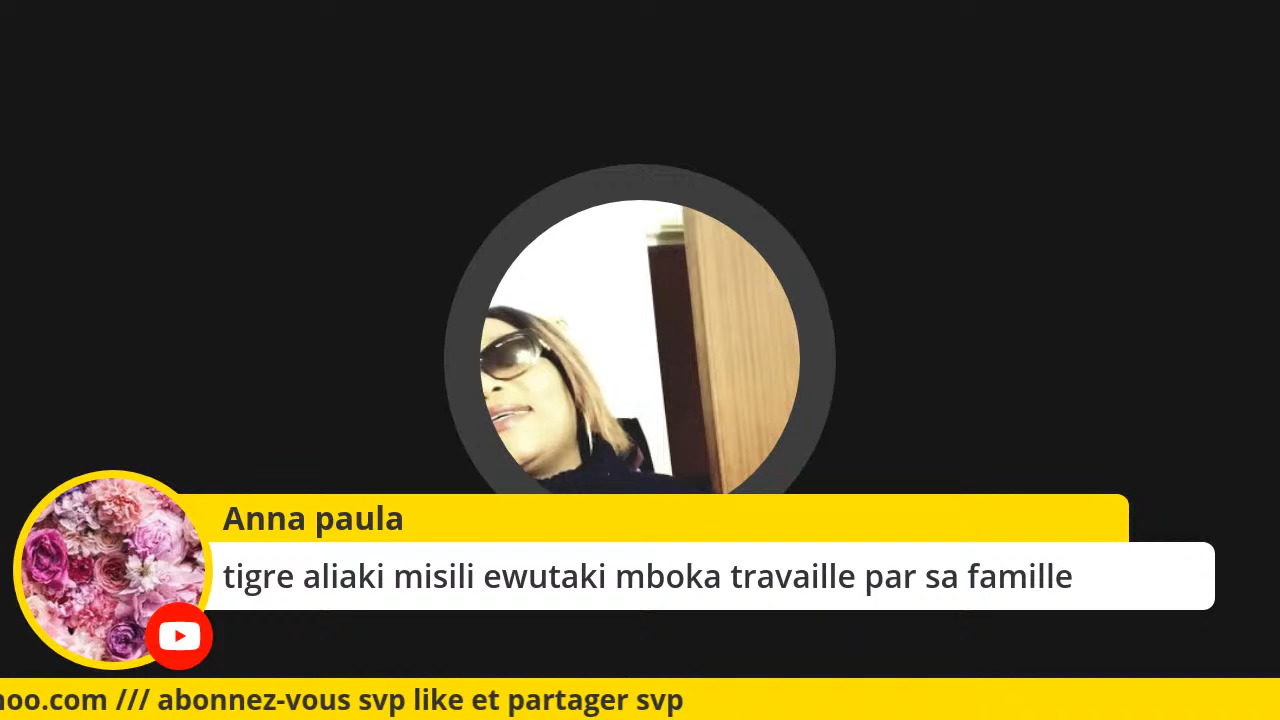 Anna paula
tigre aliaki misili ewutaki mboka travaille par sa famille
oo.com /// abonnez-vous svp like et partager svp